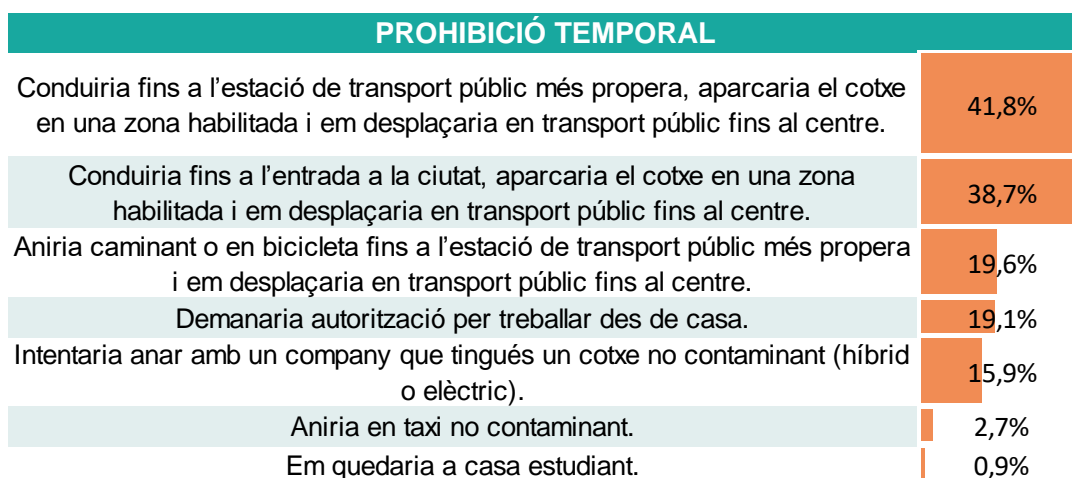 PROHIBICIÓ TEMPORAL
Conduiria fins a l’estació de transport públic més propera, aparcaria el cotxe
en una zona habilitada i em desplaçaria en transport públic fins al centre.
41,8%
Conduiria fins a l’entrada a la ciutat, aparcaria el cotxe en una zona
habilitada i em desplaçaria en transport públic fins al centre.
38,7%
Aniria caminant o en bicicleta fins a l’estació de transport públic més propera
i em desplaçaria en transport públic fins al centre.
19,6%
Demanaria autorització per treballar des de casa.
19,1%
Intentaria anar amb un company que tingués un cotxe no contaminant (híbrid
o elèctric).
15,9%
Aniria en taxi no contaminant.
2,7%
Em quedaria a casa estudiant.
0,9%